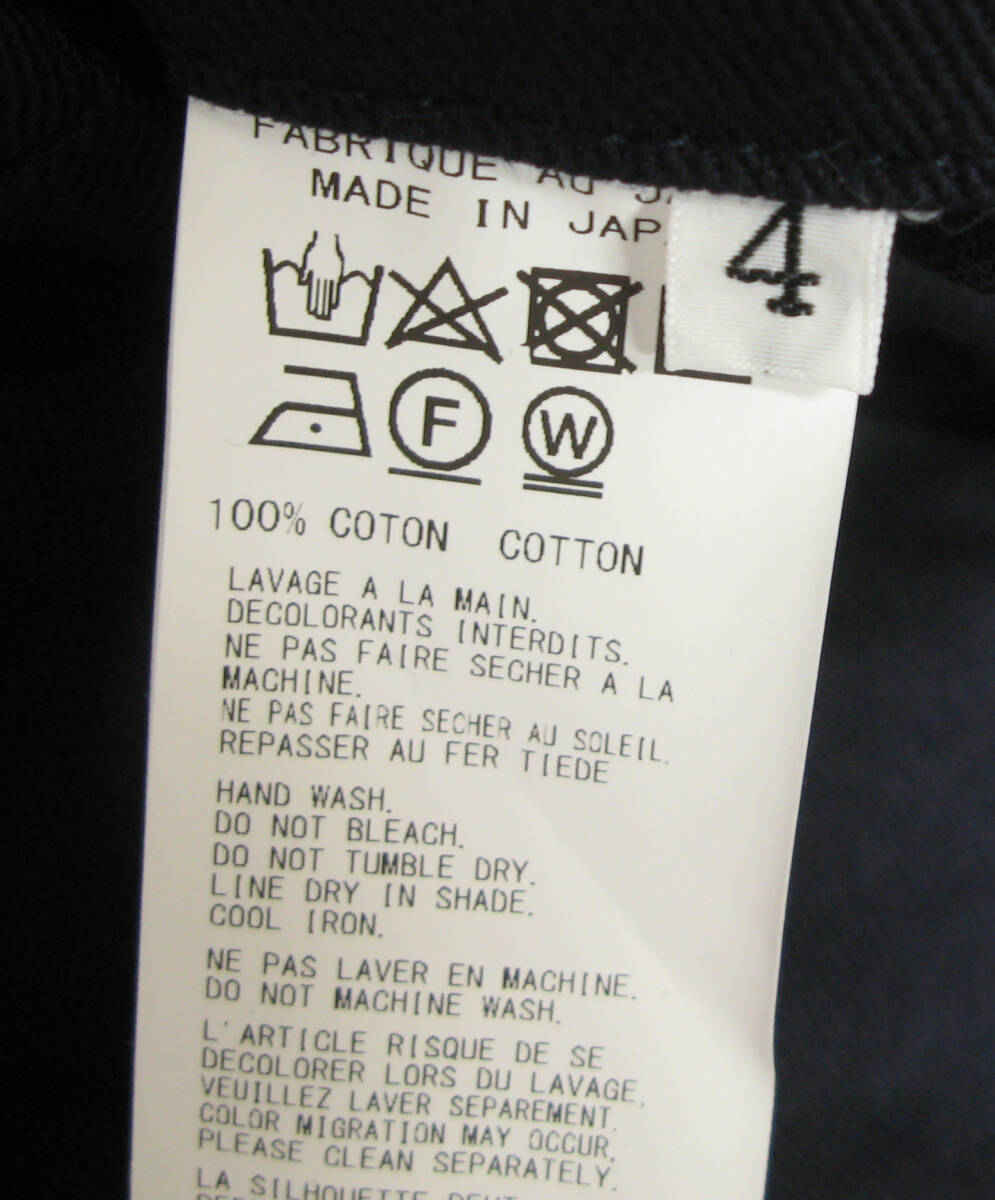 FABRIQUE AU
MADE IN
4
F
W
100% COTON COTTON
LAVAGE A LA MAIN.
DECOLORANTS INTERDITS.
NE PAS FAIRE SECHER A LA
MACHINE.
NE PAS FAIRE SECHER AU SOLEIL.
REPASSER AU FER TIEDE
HAND WASH.
DO NOT BLEACH.
DO NOT TUMBLE DRY.
LINE DRY IN SHADE.
COOL IRON.
NE PAS LAVER EN MACHINE.
DO NOT MACHINE WASH.
L'ARTICLE RISQUE DE SE
DECOLORER LORS DU LAVAGE.
VEUILLEZ LAVER SEPAREMENT.
COLOR MIGRATION MAY OCCUR.
PLEASE CLEAN SEPARATELY.
LA SILHOUETTE PEUT